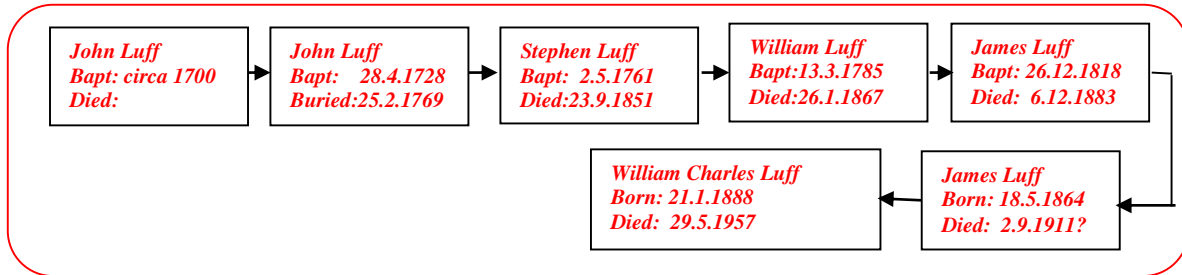 John Luff
Bapt: circa 1700
Died:
John Luff
Bapt: 28.4.1728
Buried:25.2.1769
Stephen Luff
Bapt: 2.5.1761
Died:23.9.1851
William Luff
Bapt:13.3.1785
Died:26.1.1867
James Luff
Bapt: 26.12.1818
Died: 6.12.1883
James Luff
Born: 18.5.1864
Died: 2.9.1911?
William Charles Luff
Born: 21.1.1888
Died: 29.5.1957